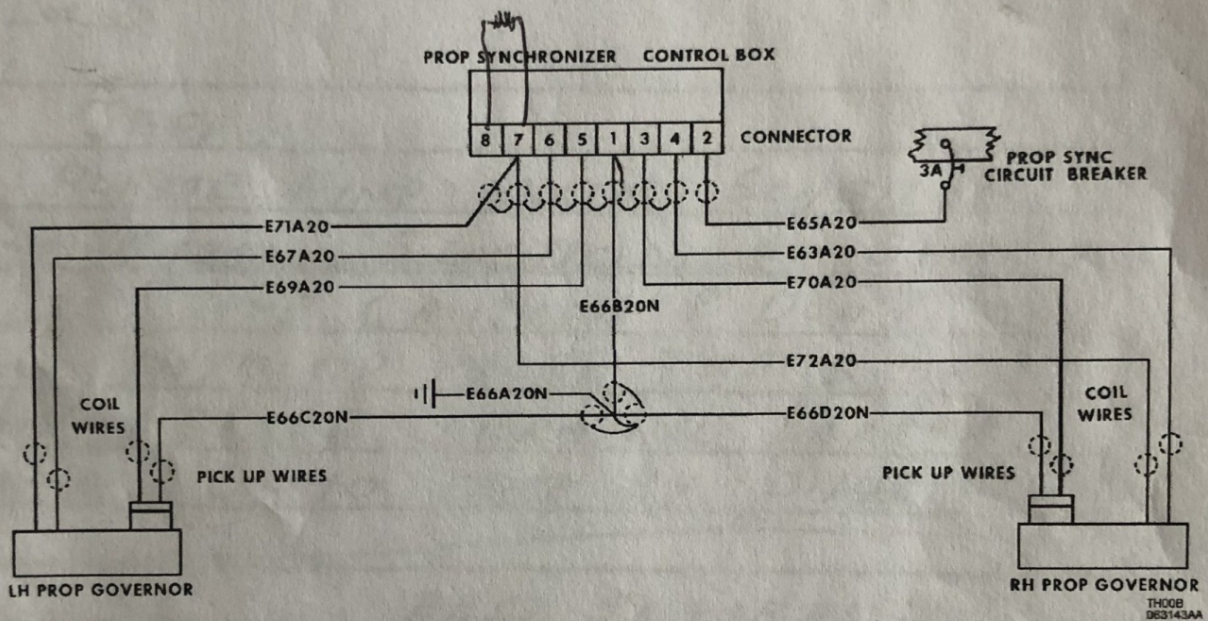 PROP SYNCHRONIZER CONTROL BOX
8 7 6 5 1 3 4 2
CONNECTOR
3A
PROP SYNC
CIRCUIT BREAKER
E71A20
E65A20
E67A20
E63A20
E69A20
E70A20
E66B20N
E72A20
E66A20N
COIL
WIRES
E66C20N
E66D20N
COIL
WIRES
PICK UP WIRES
PICK UP WIRES
LH PROP GOVERNOR
RH PROP GOVERNOR
TH00B
D63143AA